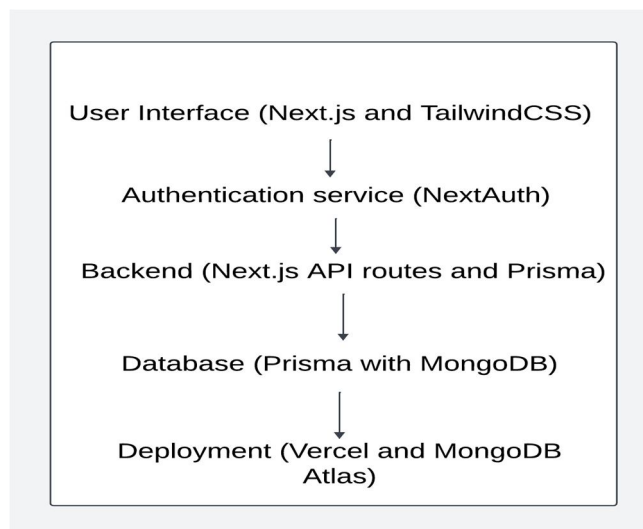 User Interface (Next.js and TailwindCSS)
Authentication service (NextAuth)
Backend (Next.js API routes and Prisma)
Database (Prisma with MongoDB)
Deployment (Vercel and MongoDB
Atlas)